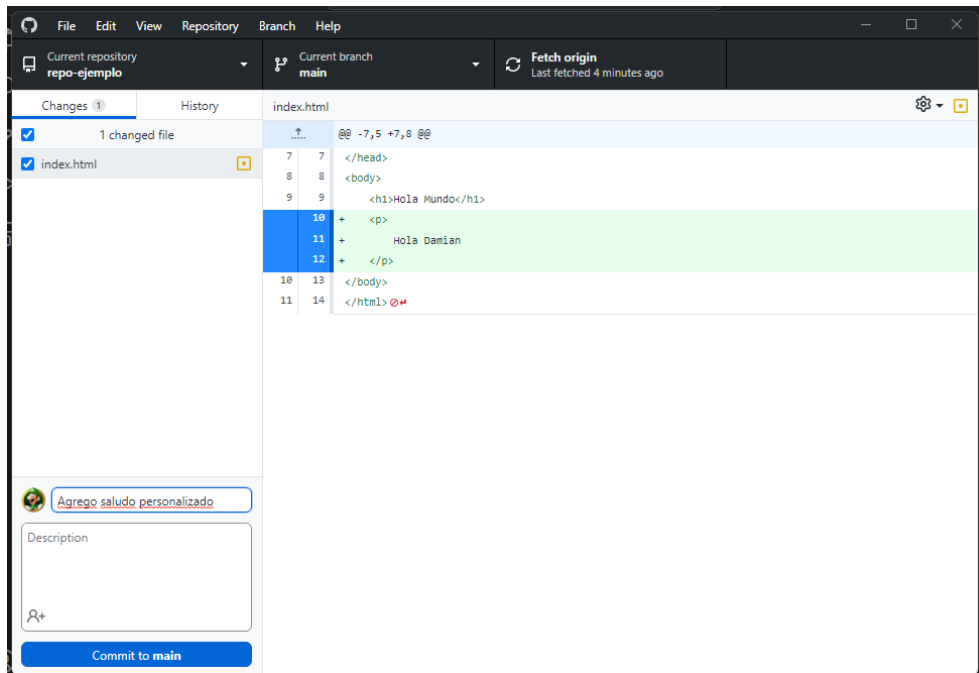 File Edit View Repository Branch Help
Current repository
repo-ejemplo
Current branch
main
Fetch origin
Last fetched 4 minutes ago
Changes 1 History
index.html
1 changed file
index.html
@@ -7,5 +7,8 @@
7 7 </head>
8 8 <body>
9 9 <h1>Hola Mundo</h1>
10 + <p>
11 + Hola Damian
12 + </p>
10 13 </body>
11 14 </html>
Agrego saludo personalizado
Description
Commit to main